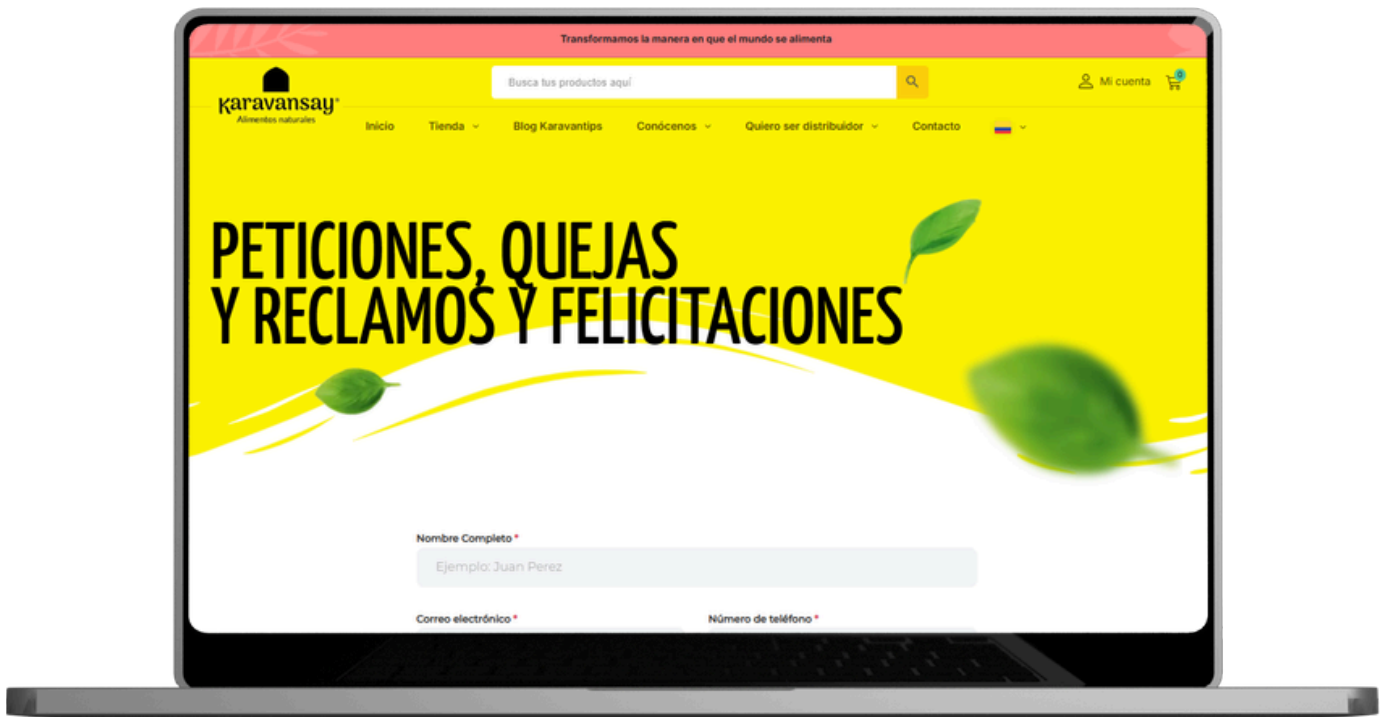 Transformamos la manera en que el mundo se alimenta
Karavansay®
Alimentos naturales
Busca tus productos aquí
Mi cuenta
0
Inicio
Tienda
Blog Karavantips
Conócenos
Quiero ser distribuidor
Contacto
PETICIONES, QUEJAS
Y RECLAMOS Y FELICITACIONES
Nombre Completo *
Ejemplo: Juan Perez
Correo electrónico *
Número de teléfono *